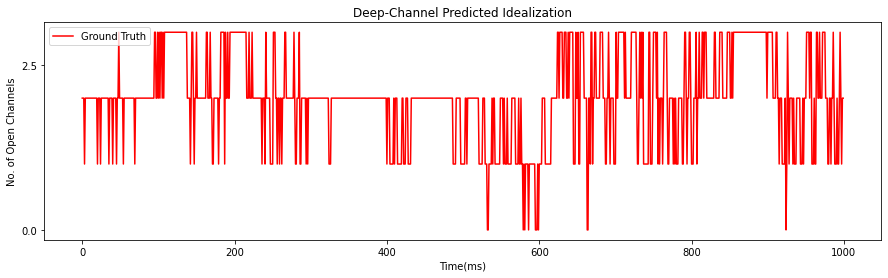 Deep-Channel Predicted Idealization
Ground Truth
No. of Open Channels
2.5
0.0
0
200
400
600
800
1000
Time(ms)